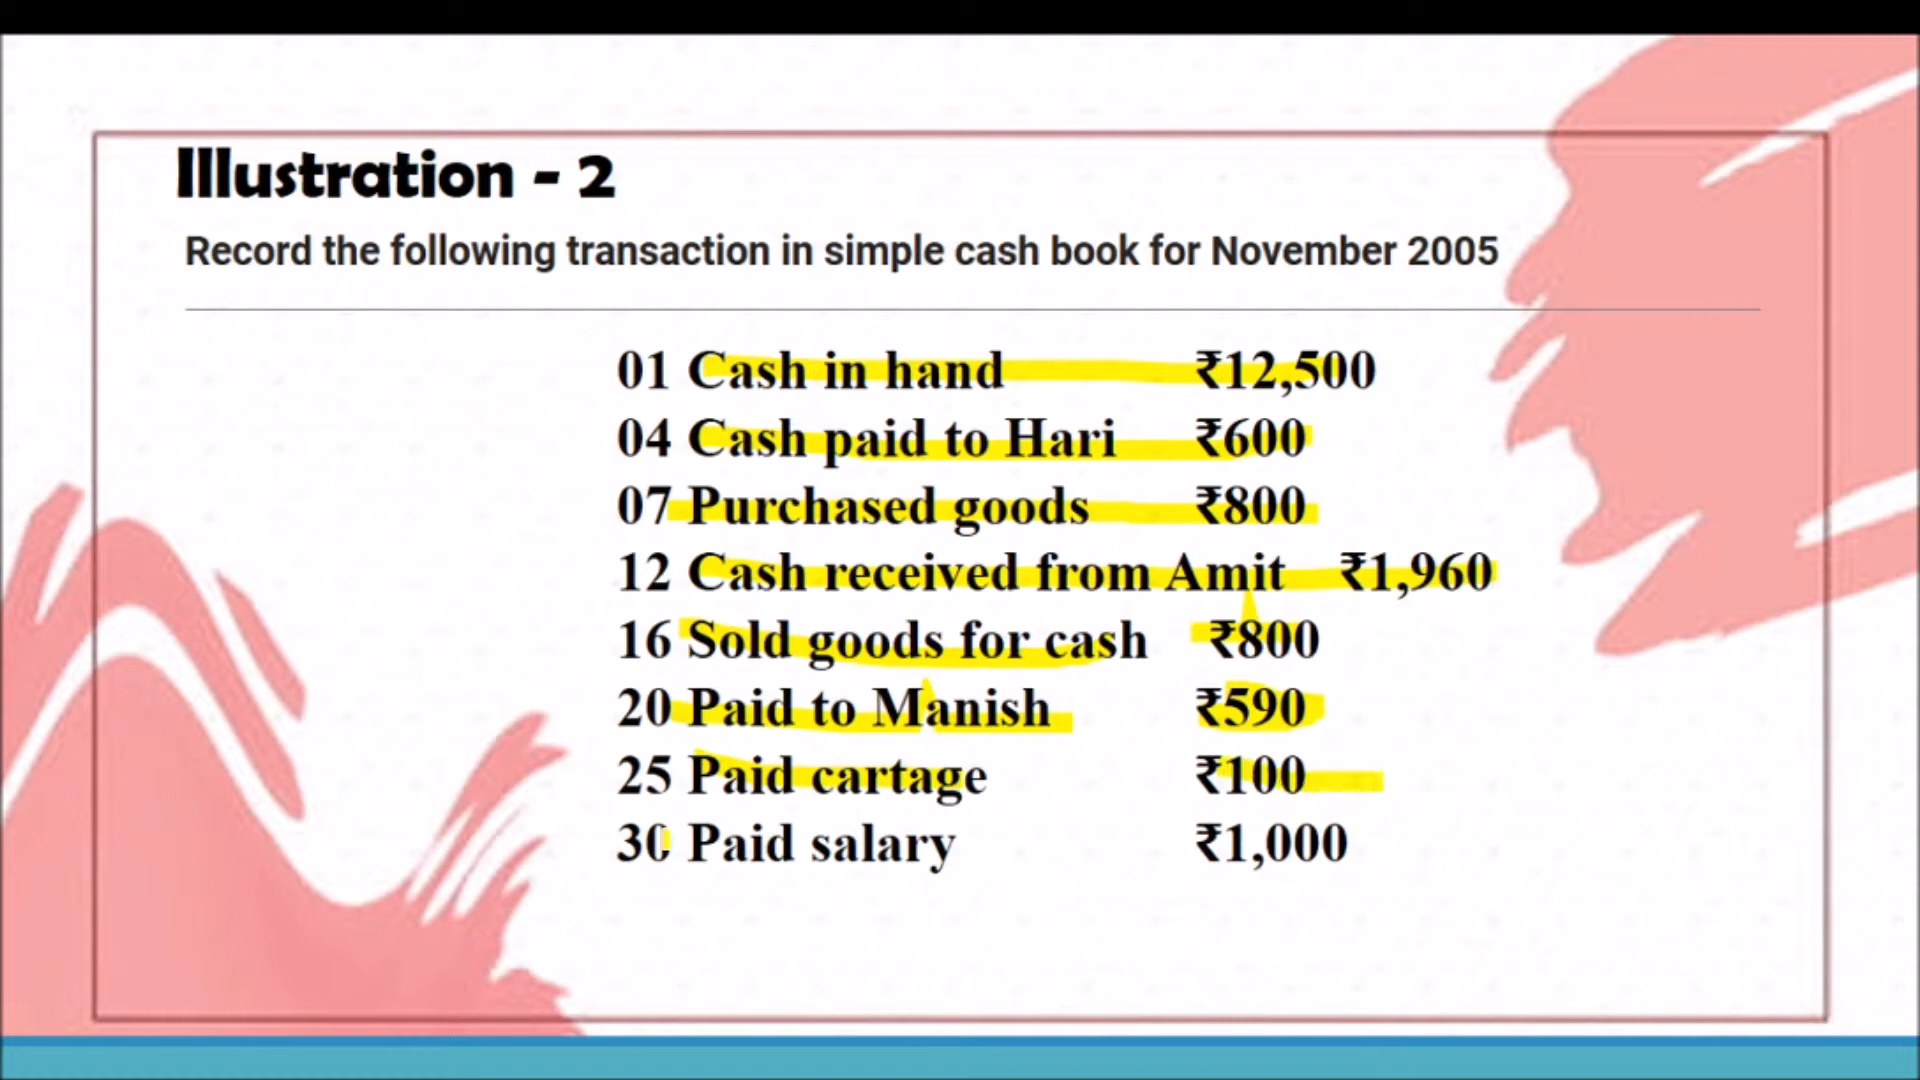 Illustration - 2
Record the following transaction in simple cash book for November 2005
01 Cash in hand ₹12,500
04 Cash paid to Hari ₹600
07 Purchased goods ₹800
12 Cash received from Amit ₹1,960
16 Sold goods for cash ₹800
20 Paid to Manish ₹590
25 Paid cartage ₹100
30 Paid salary ₹1,000